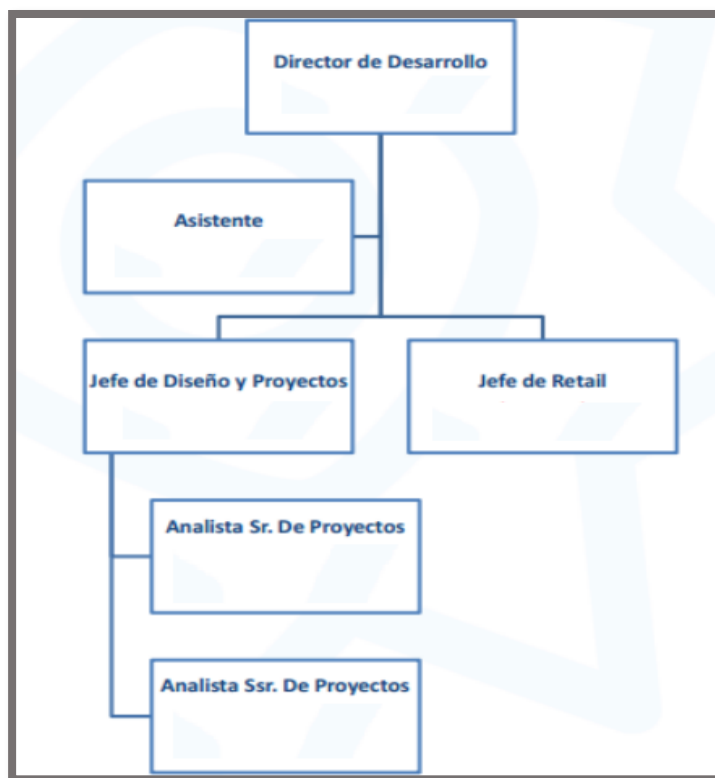 Director de Desarrollo
Asistente
Jefe de Diseño y Proyectos
Jefe de Retail
Analista Sr. De Proyectos
Analista Ssr. De Proyectos